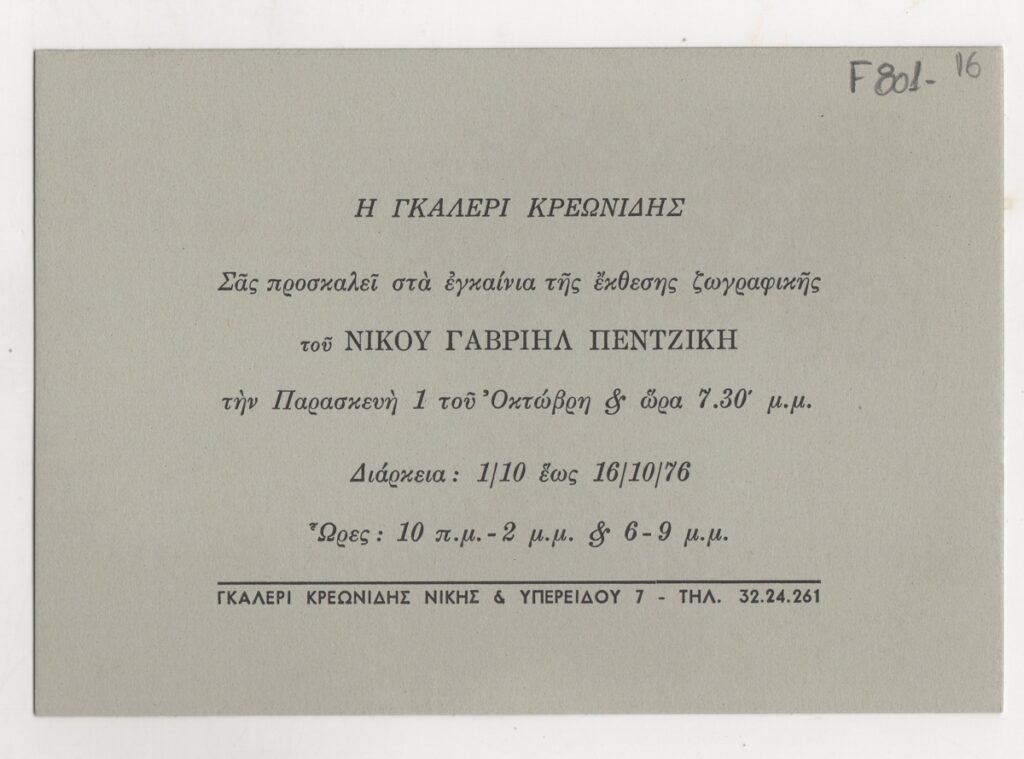 F801-16
Η ΓΚΑΛΕΡΙ ΚΡΕΩΝΙΔΗΣ
Σᾶς προσκαλεῖ στὰ ἐγκαίνια τῆς ἔκθεσης ζωγραφικῆς
τοῦ ΝΙΚΟΥ ΓΑΒΡΙΗΛ ΠΕΝΤΖΙΚΗ
τὴν Παρασκευὴ 1 τοῦ Ὀκτώβρη & ὥρα 7.30' μ.μ.
Διάρκεια : 1/10 ἕως 16/10/76
Ὧρες : 10 π.μ. - 2 μ.μ. & 6 - 9 μ.μ.
ΓΚΑΛΕΡΙ ΚΡΕΩΝΙΔΗΣ ΝΙΚΗΣ & ΥΠΕΡΕΙΔΟΥ 7 - ΤΗΛ. 32.24.261